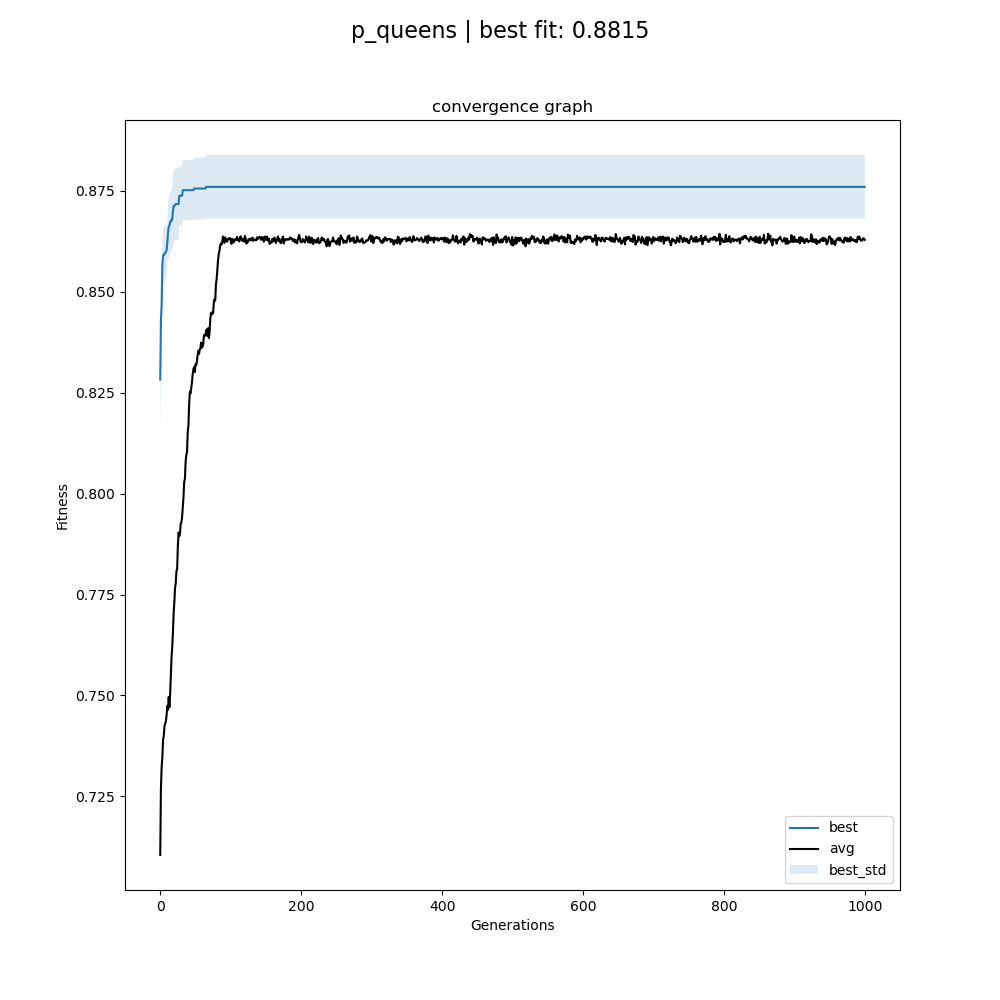 p_queens | best fit: 0.8815
convergence graph
0.875
0.850
0.825
0.800
0.775
0.750
0.725
Fitness
0 200 400 600 800 1000
Generations
best
avg
best_std